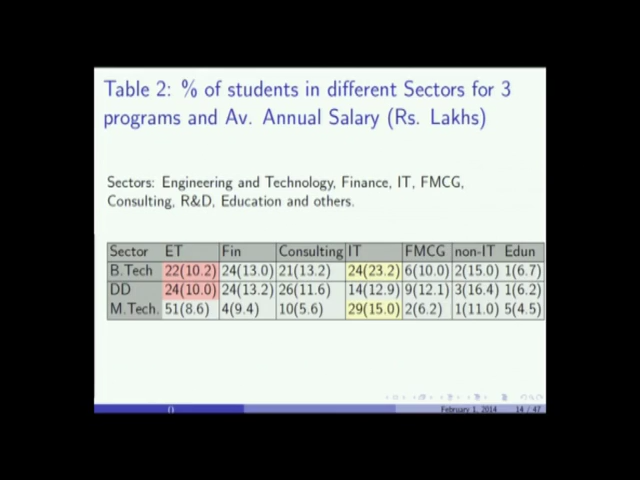 Table 2: % of students in different Sectors for 3
programs and Av. Annual Salary (Rs. Lakhs)
Sectors: Engineering and Technology, Finance, IT, FMCG,
Consulting, R&D, Education and others.
Sector ET Fin Consulting IT FMCG non-IT Edun
B.Tech 22(10.2) 24(13.0) 21(13.2) 24(23.2) 6(10.0) 2(15.0) 1(6.7)
DD 24(10.0) 24(13.2) 26(11.6) 14(12.9) 9(12.1) 3(16.4) 1(6.2)
M.Tech. 51(8.6) 4(9.4) 10(5.6) 29(15.0) 2(6.2) 1(11.0) 5(4.5)
() February 1, 2014 14 / 47